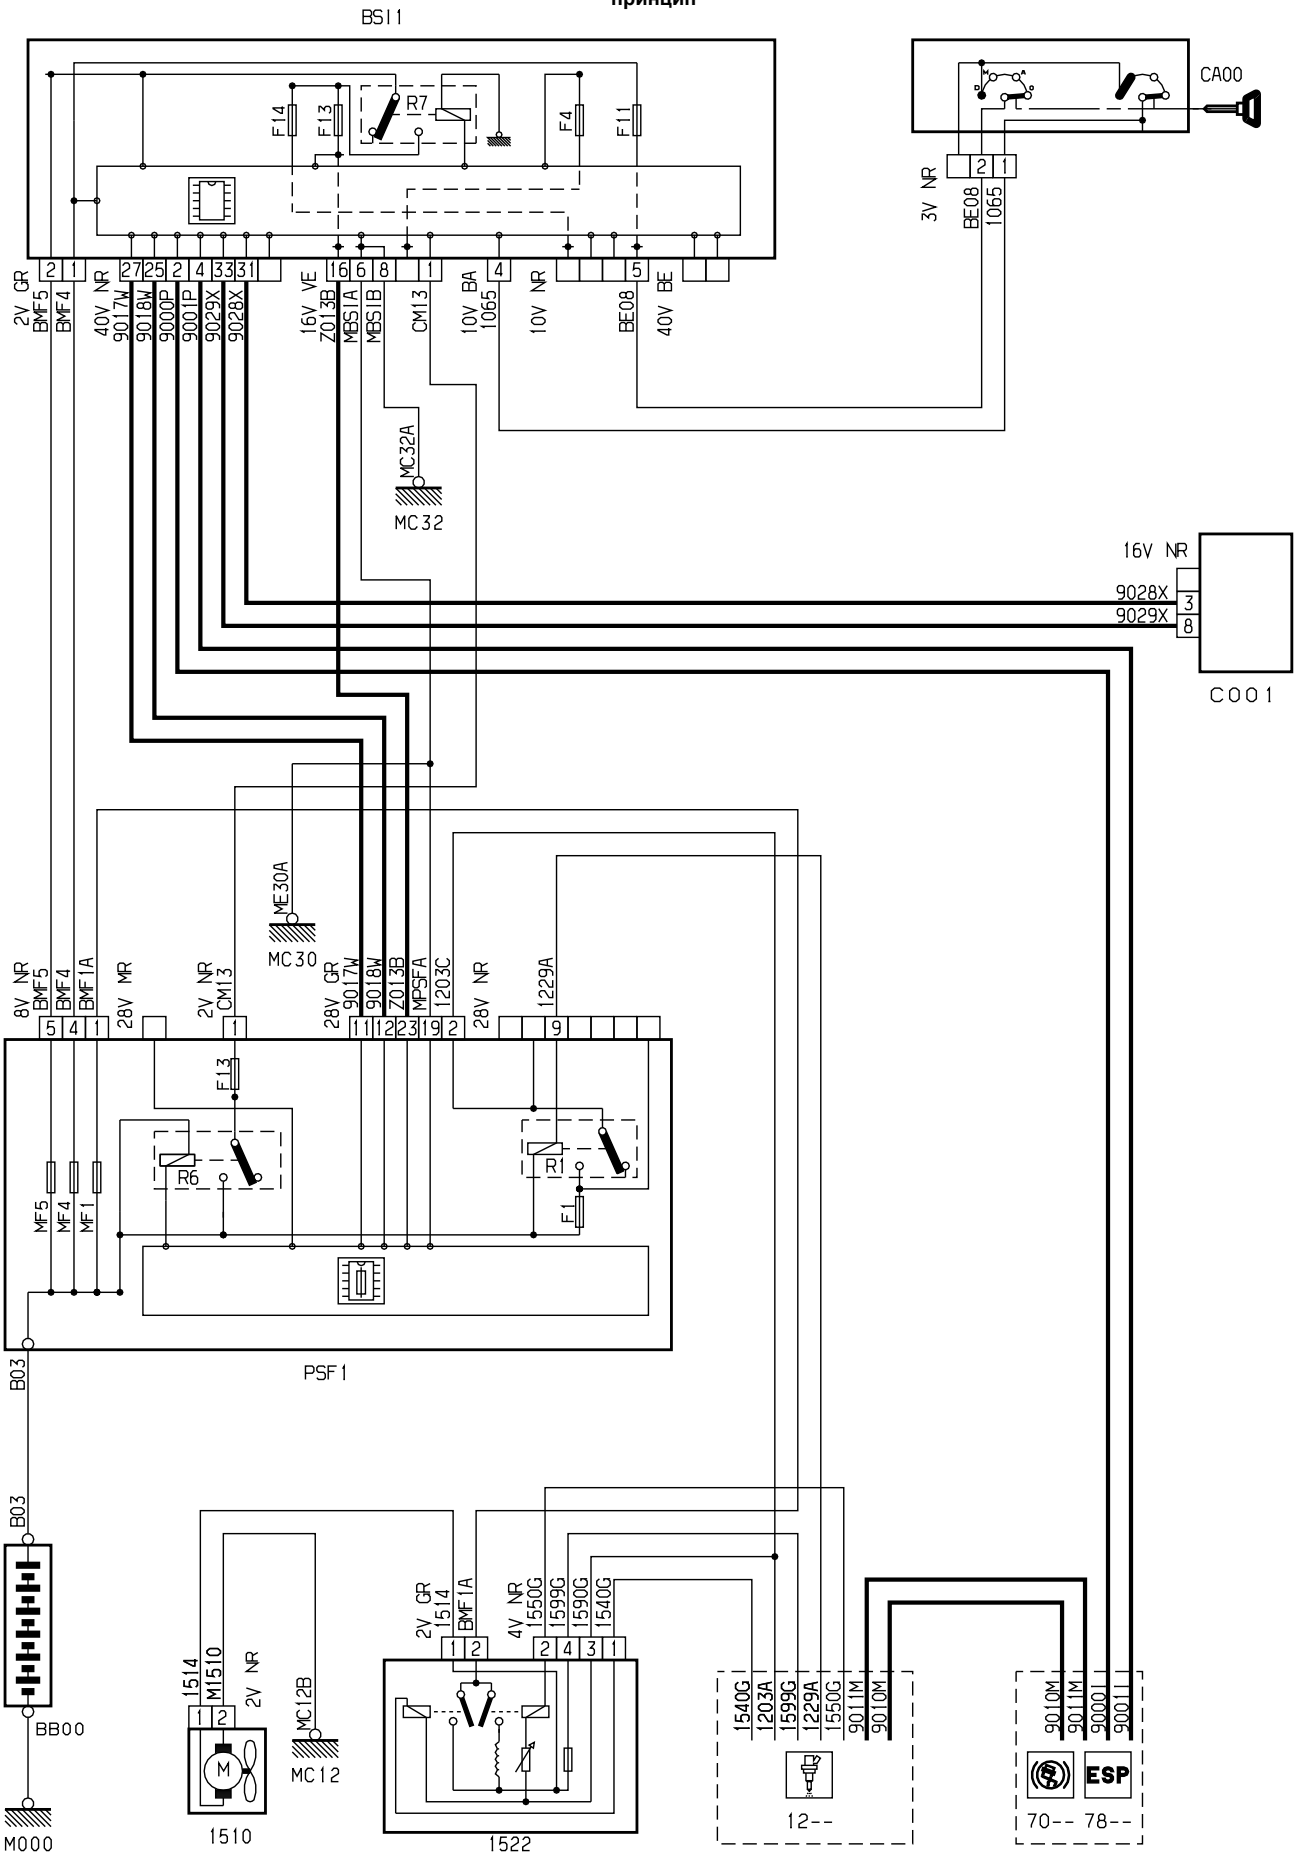 принцип
BSI1
CA00
M A
D O
R7
F14
F13
F4
F11
3V NR
2 1
BE08
1065
2 1 27 25 2 4 33 31 16 6 8 1 4 5
2V GR
BMF5
BMF4
40V NR
9017W
9018W
9000P
9001P
9029X
9028X
16V VE
Z013B
MBSIA
MBSIB
CM13
10V BA
1065
10V NR
BE08
40V BE
MC32A
MC32
16V NR
9028X
3
9029X
8
C001
ME30A
MC30
8V NR
BMF5
BMF4
BMF1A
28V MR
2V NR
CM13
28V GR
9017W
9018W
Z013B
MPSFA
1203C
28V NR
1229A
5 4 1 1 11 12 23 19 2 9
F13
R6
R1
F1
MF5
MF4
MF1
PSF1
B03
B03
BB00
M000
1514
M1510
2V NR
1 2
M
1510
MC12B
MC12
2V GR
1514
BMF1A
4V NR
1550G
1599G
1590G
1540G
1 2 2 4 3 1
1522
1540G
1203A
1599G
1229A
1550G
9011M
9010M
12--
9010M
9011M
9000I
9001I
ESP
70-- 78--